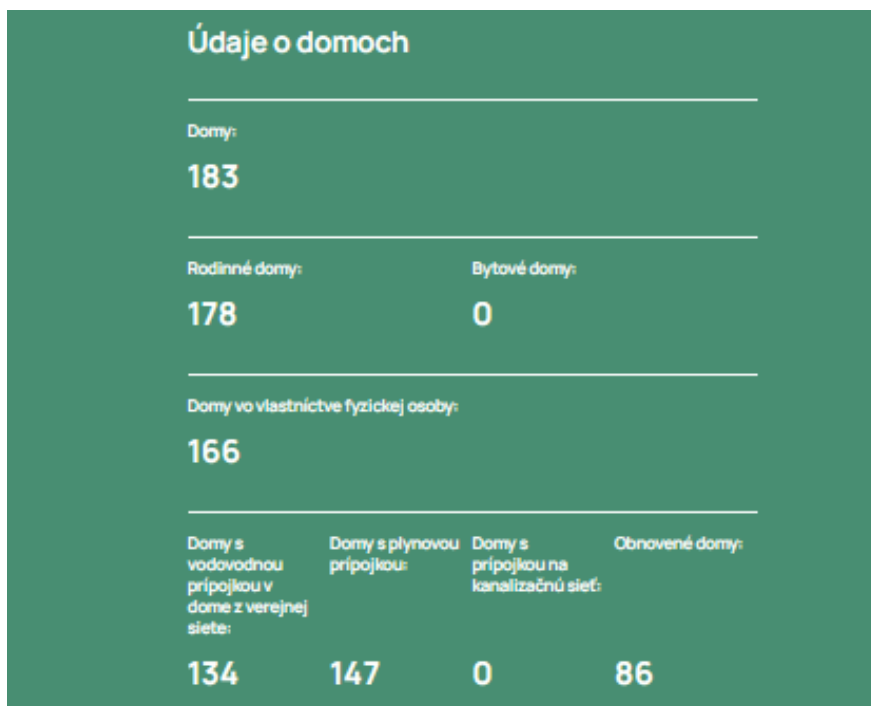 Údaje o domoch
Domy:
183
Rodinné domy:
178
Bytové domy:
0
Domy vo vlastníctve fyzickej osoby:
166
Domy s
vodovodnou
prípojkou v
dome z verejnej
siete:
134
Domy s plynovou
prípojkou:
147
Domy s
prípojkou na
kanalizačnú sieť:
0
Obnovené domy:
86